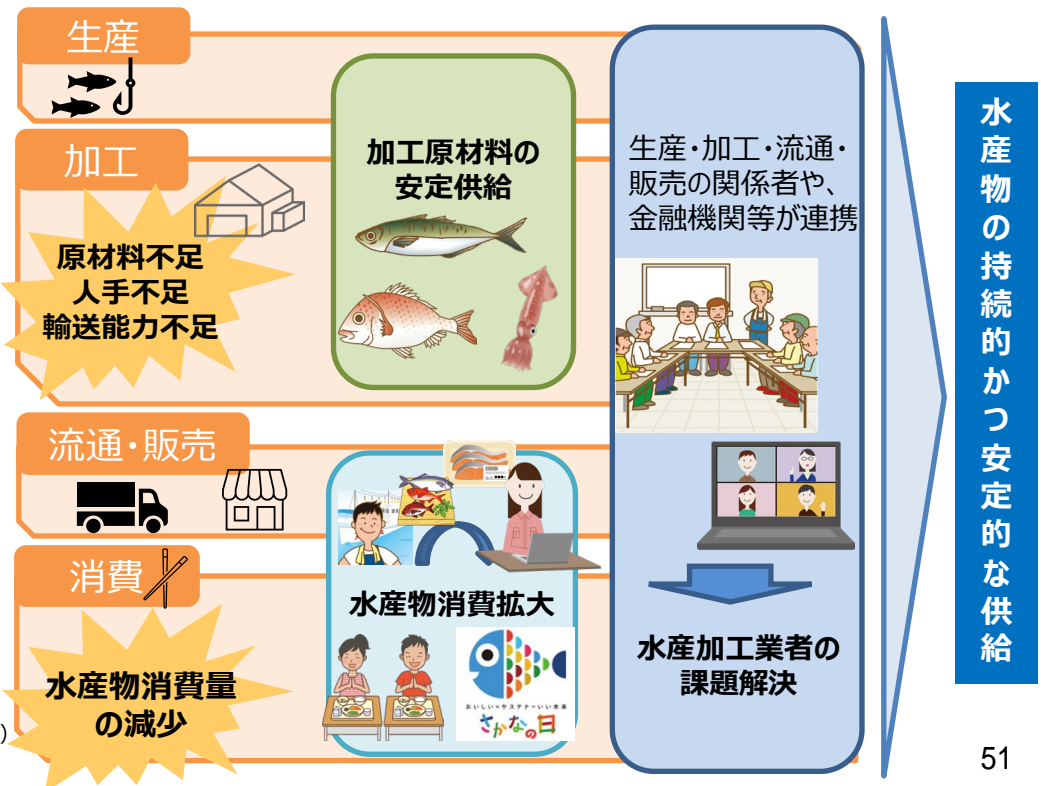 生産
加工
原材料不足
人手不足
輸送能力不足
加工原材料の
安定供給
生産・加工・流通・
販売の関係者や、
金融機関等が連携
流通・販売
消費
水産物消費量
の減少
)
水産物消費拡大
おいしい×サステナ=いい未来
さかなの日
水産加工業者の
課題解決
水産物の持続的かつ安定的な供給
51